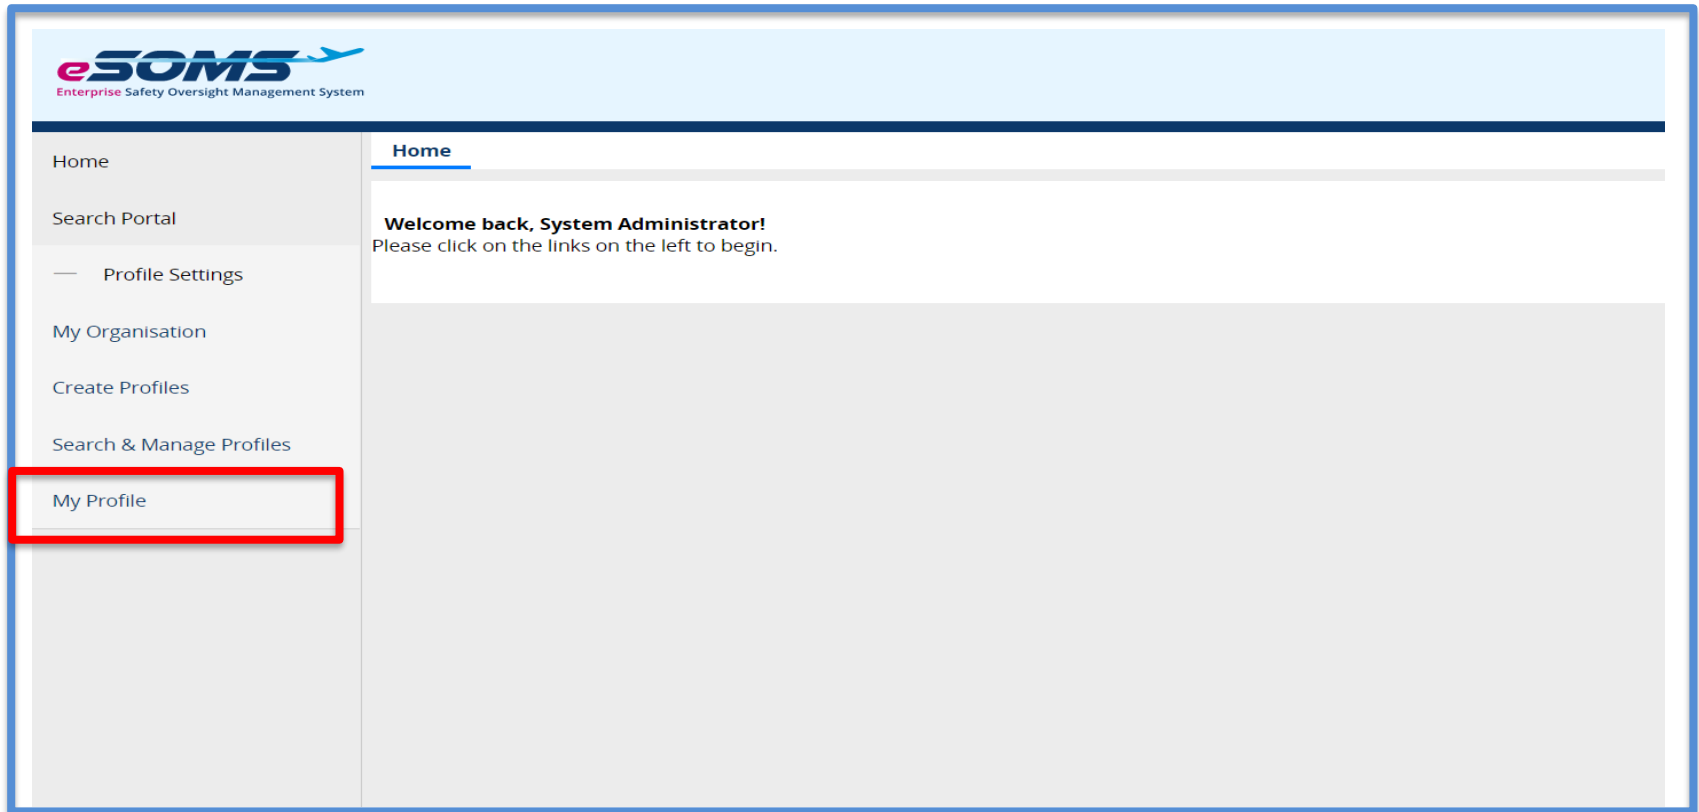 eSOMS
Enterprise Safety Oversight Management System
Home
Search Portal
— Profile Settings
My Organisation
Create Profiles
Search & Manage Profiles
My Profile
Home
Welcome back, System Administrator!
Please click on the links on the left to begin.